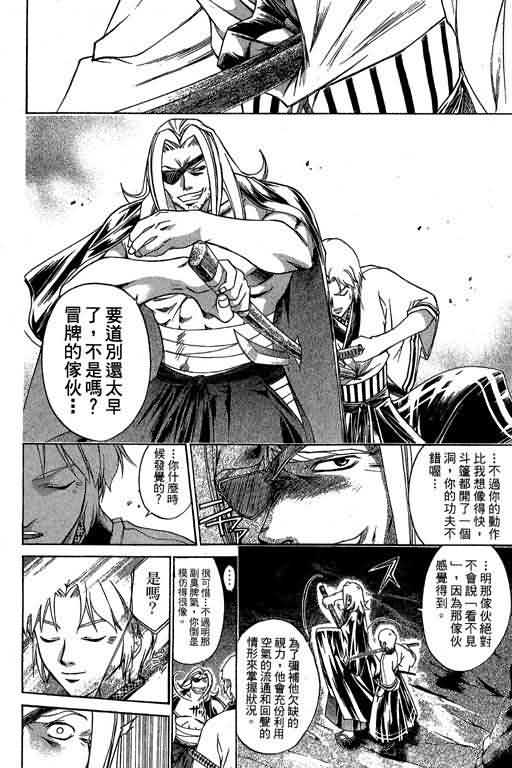 要道別還太早
了，不是嗎？
冒牌的傢伙…
…不過你的動作
比我想像得快，
斗篷都開了一個
洞，你的功夫不
錯喔…
…你什麼時
候發覺的？
…明那傢伙絕對
不會說「看不見
」，因為那傢伙
感覺得到。
為了彌補他欠缺的
視力，他會充份利用
空氣的流通和回聲的
情形來掌握狀況。
…
很可惜…不過明那
副臭脾氣，你倒是
模仿得很像。
是嗎？